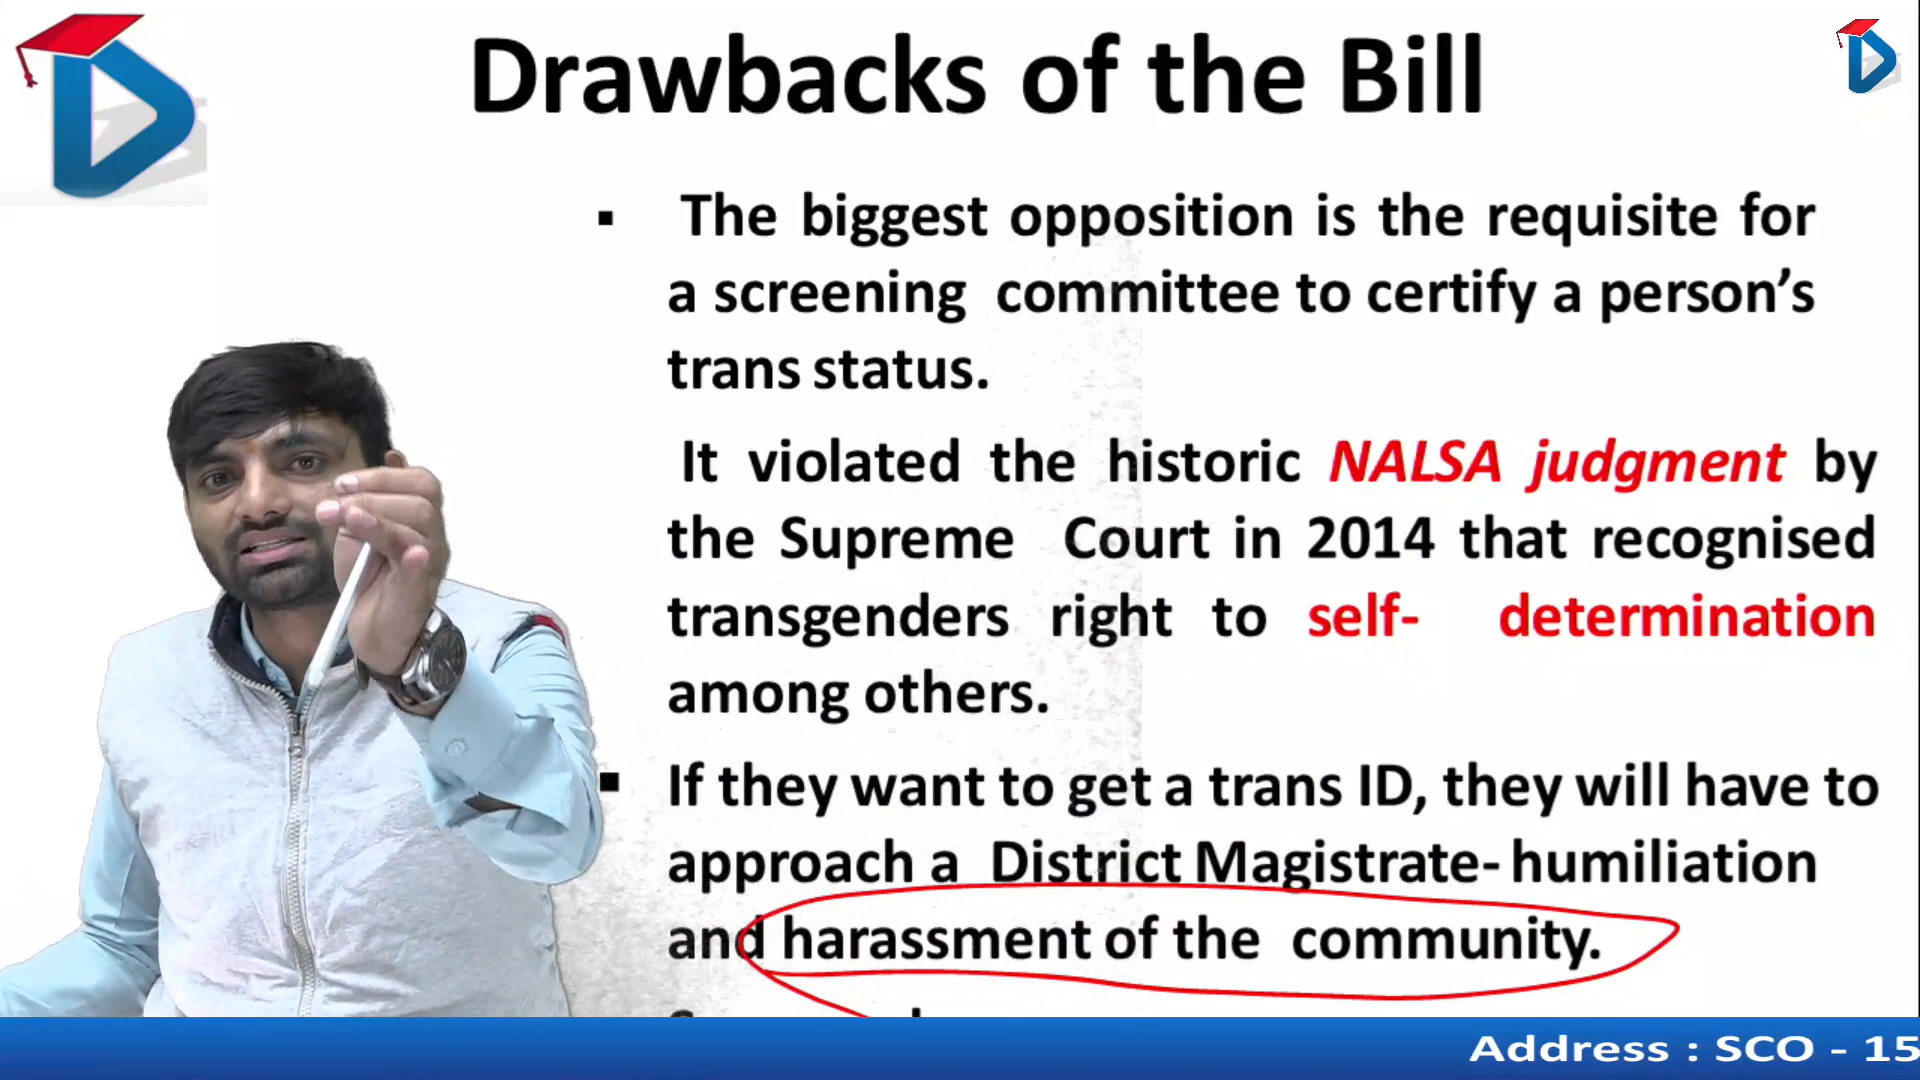 Drawbacks of the Bill
▪ The biggest opposition is the requisite for
a screening committee to certify a person’s
trans status.
It violated the historic NALSA judgment by
the Supreme Court in 2014 that recognised
transgenders right to self- determination
among others.
▪ If they want to get a trans ID, they will have to
approach a District Magistrate- humiliation
and harassment of the community.
Address : SCO - 15